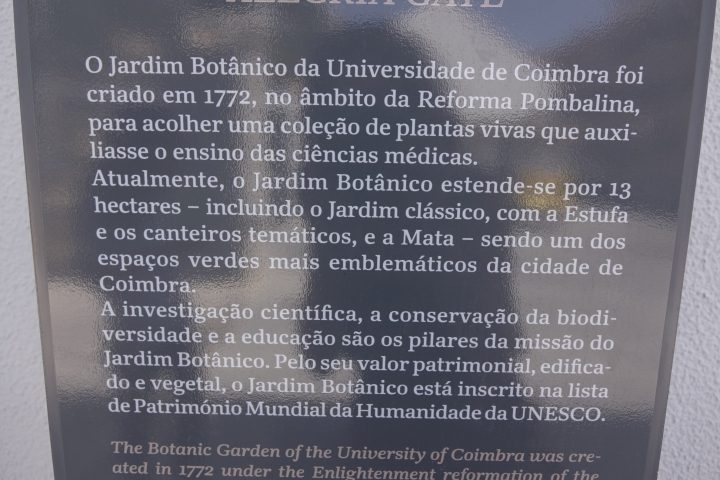 ALEGRIA GATE
O Jardim Botânico da Universidade de Coimbra foi
criado em 1772, no âmbito da Reforma Pombalina,
para acolher uma coleção de plantas vivas que auxi-
liasse o ensino das ciências médicas.
Atualmente, o Jardim Botânico estende-se por 13
hectares – incluindo o Jardim clássico, com a Estufa
e os canteiros temáticos, e a Mata – sendo um dos
espaços verdes mais emblemáticos da cidade de
Coimbra.
A investigação científica, a conservação da biodi-
versidade e a educação são os pilares da missão do
Jardim Botânico. Pelo seu valor patrimonial, edifica-
do e vegetal, o Jardim Botânico está inscrito na lista
de Património Mundial da Humanidade da UNESCO.
The Botanic Garden of the University of Coimbra was cre-
ated in 1772 under the Enlightenment reformation of the